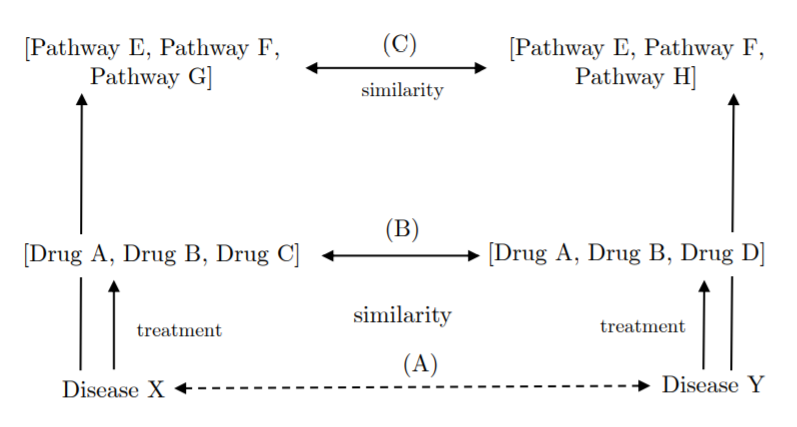 [Pathway E, Pathway F,
Pathway G]
(C)
similarity
[Pathway E, Pathway F,
Pathway H]
[Drug A, Drug B, Drug C]
(B)
[Drug A, Drug B, Drug D]
treatment
similarity
treatment
(A)
Disease X
Disease Y